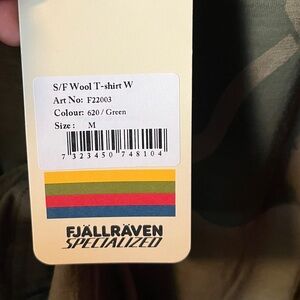 S/F Wool T-shirt W
Art No: F22003
Colour: 620 / Green
Size: M
7 323450 748104
FJÄLLRÄVEN
SPECIALIZED